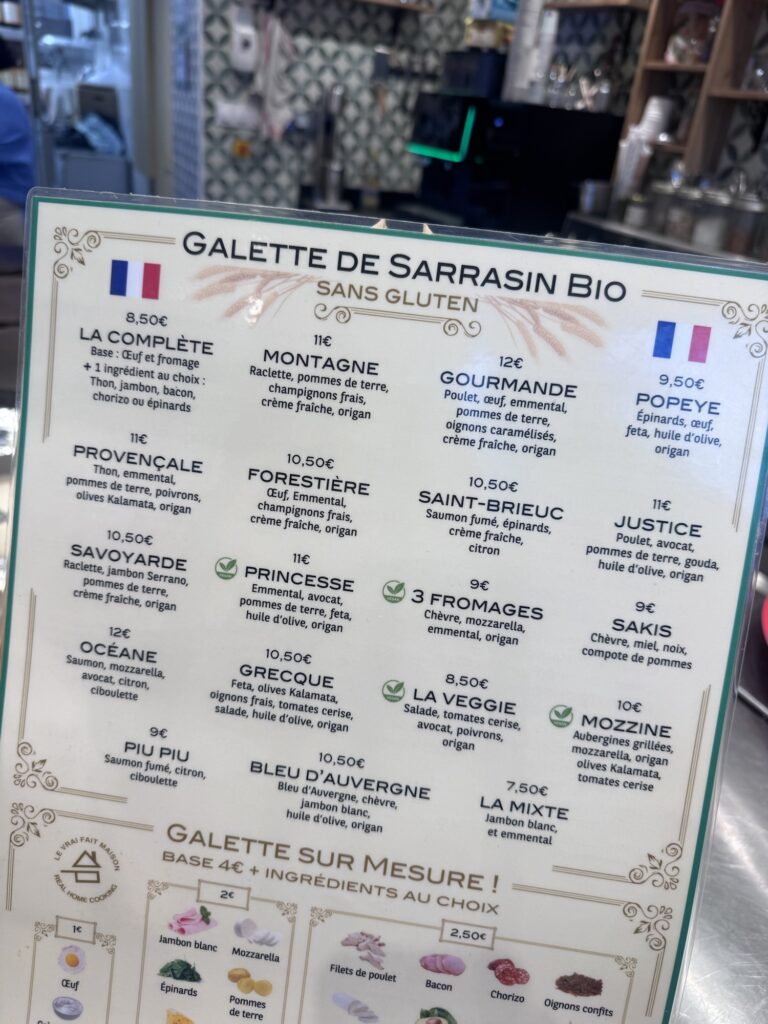 GALETTE DE SARRASIN BIO
SANS GLUTEN
8,50€
LA COMPLÈTE
Base : Œuf et fromage
+ 1 ingrédient au choix :
Thon, jambon, bacon,
chorizo ou épinards
11€
MONTAGNE
Raclette, pommes de terre,
champignons frais,
crème fraîche, origan
12€
GOURMANDE
Poulet, œuf, emmental,
pommes de terre,
oignons caramélisés,
crème fraîche, origan
9,50€
POPEYE
Épinards, œuf,
feta, huile d'olive,
origan
11€
PROVENÇALE
Thon, emmental,
pommes de terre, poivrons,
olives Kalamata, origan
10,50€
FORESTIÈRE
Œuf, Emmental,
champignons frais,
crème fraîche, origan
10,50€
SAINT-BRIEUC
Saumon fumé, épinards,
crème fraîche,
citron
11€
JUSTICE
Poulet, avocat,
pommes de terre, gouda,
huile d'olive, origan
10,50€
SAVOYARDE
Raclette, jambon Serrano,
pommes de terre,
crème fraîche, origan
11€
PRINCESSE
Emmental, avocat,
pommes de terre, feta,
huile d'olive, origan
9€
3 FROMAGES
Chèvre, mozzarella,
emmental, origan
9€
SAKIS
Chèvre, miel, noix,
compote de pommes
12€
OCÉANE
Saumon, mozzarella,
avocat, citron,
ciboulette
10,50€
GRECQUE
Feta, olives Kalamata,
oignons frais, tomates cerise,
salade, huile d'olive, origan
8,50€
LA VEGGIE
Salade, tomates cerise,
avocat, poivrons,
origan
10€
MOZZINE
Aubergines grillées,
mozzarella, origan
olives Kalamata,
tomates cerise
9€
PIU PIU
Saumon fumé, citron,
ciboulette
10,50€
BLEU D'AUVERGNE
Bleu d'Auvergne, chèvre,
jambon blanc,
huile d'olive, origan
7,50€
LA MIXTE
Jambon blanc,
et emmental
LE VRAI FAIT MAISON
REAL HOME COOKING
GALETTE SUR MESURE !
BASE 4€ + INGRÉDIENTS AU CHOIX
1€
Œuf
2€
Jambon blanc
Mozzarella
Épinards
Pommes
de terre
2,50€
Filets de poulet
Bacon
Chorizo
Oignons confits